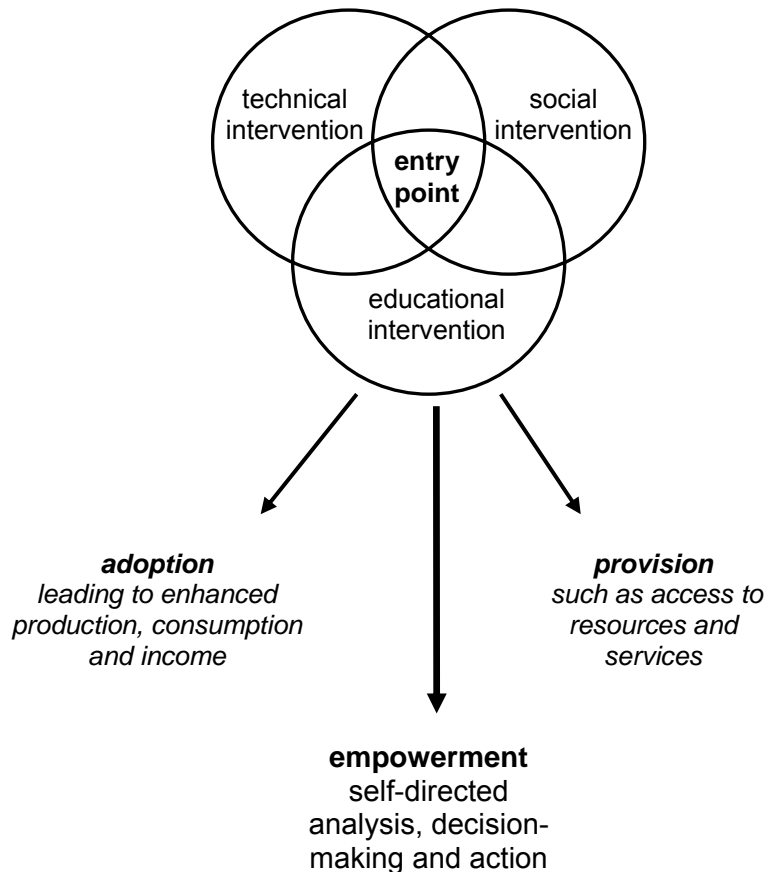 technical
intervention
social
intervention
entry
point
educational
intervention
adoption
leading to enhanced
production, consumption
and income
provision
such as access to
resources and
services
empowerment
self-directed
analysis, decision-
making and action